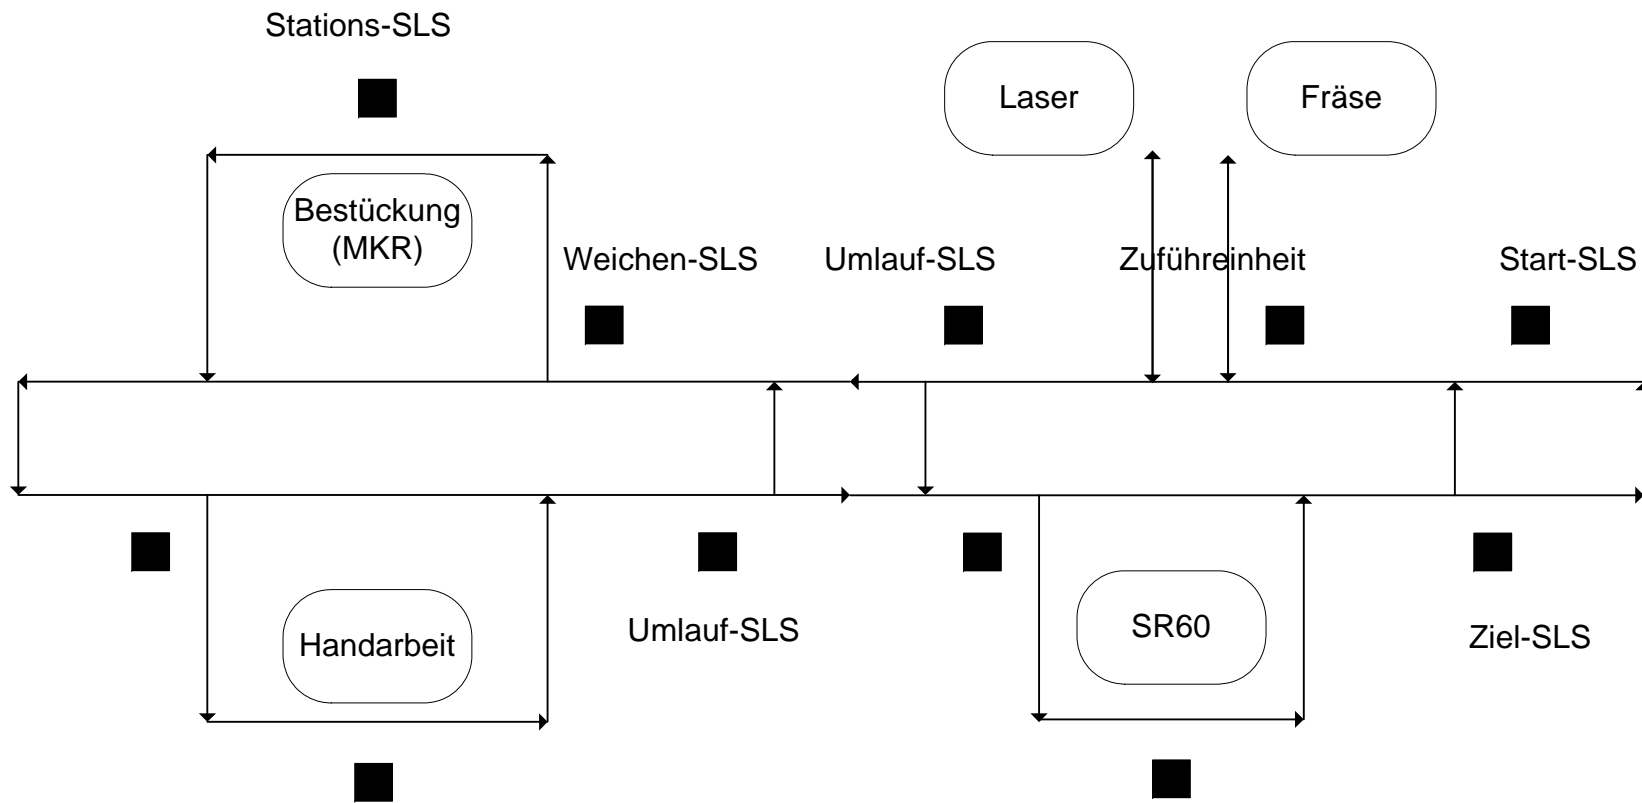 Stations-SLS
Laser
Fräse
Bestückung
(MKR)
Weichen-SLS
Umlauf-SLS
Zuführeinheit
Start-SLS
Handarbeit
Umlauf-SLS
SR60
Ziel-SLS